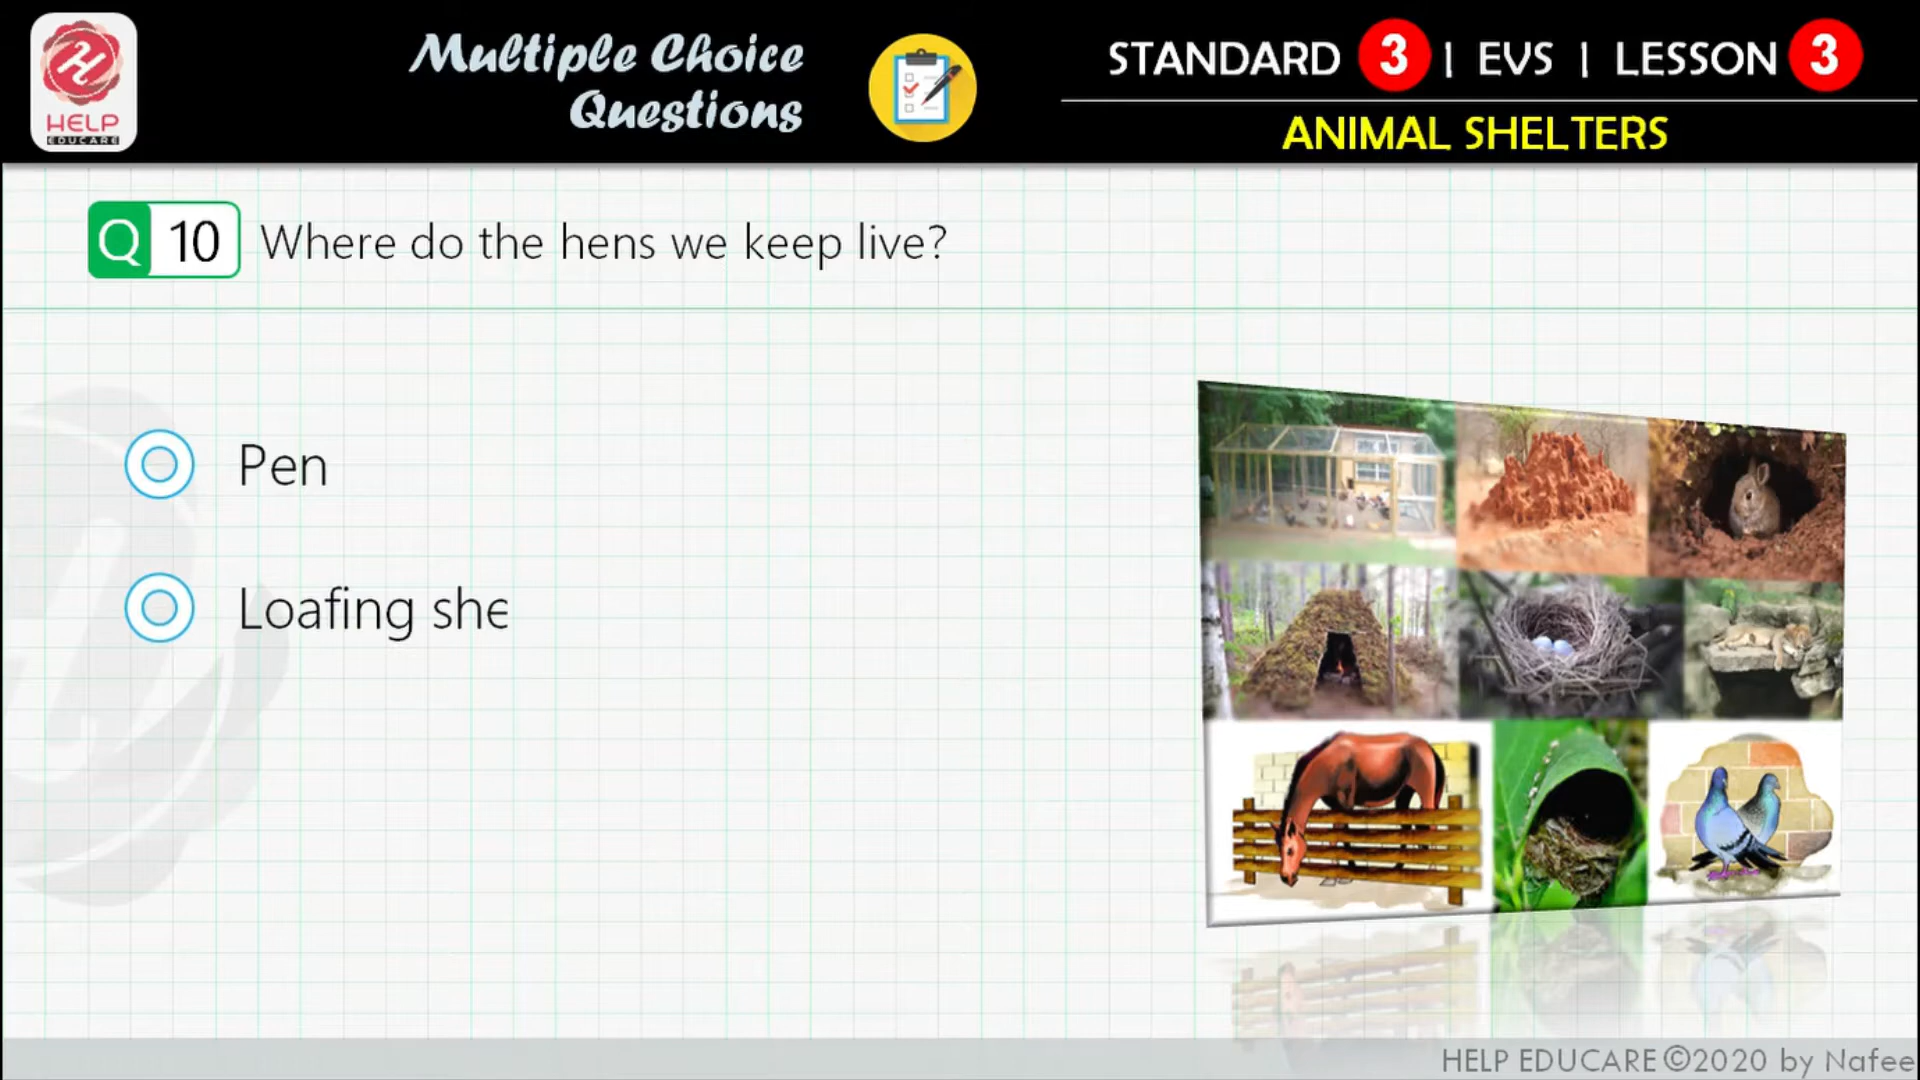 HELP
EDUCARE
Multiple Choice
Questions
STANDARD 3 | EVS | LESSON 3
ANIMAL SHELTERS
Q 10 Where do the hens we keep live?
Pen
Loafing she
HELP EDUCARE ©2020 by Nafee